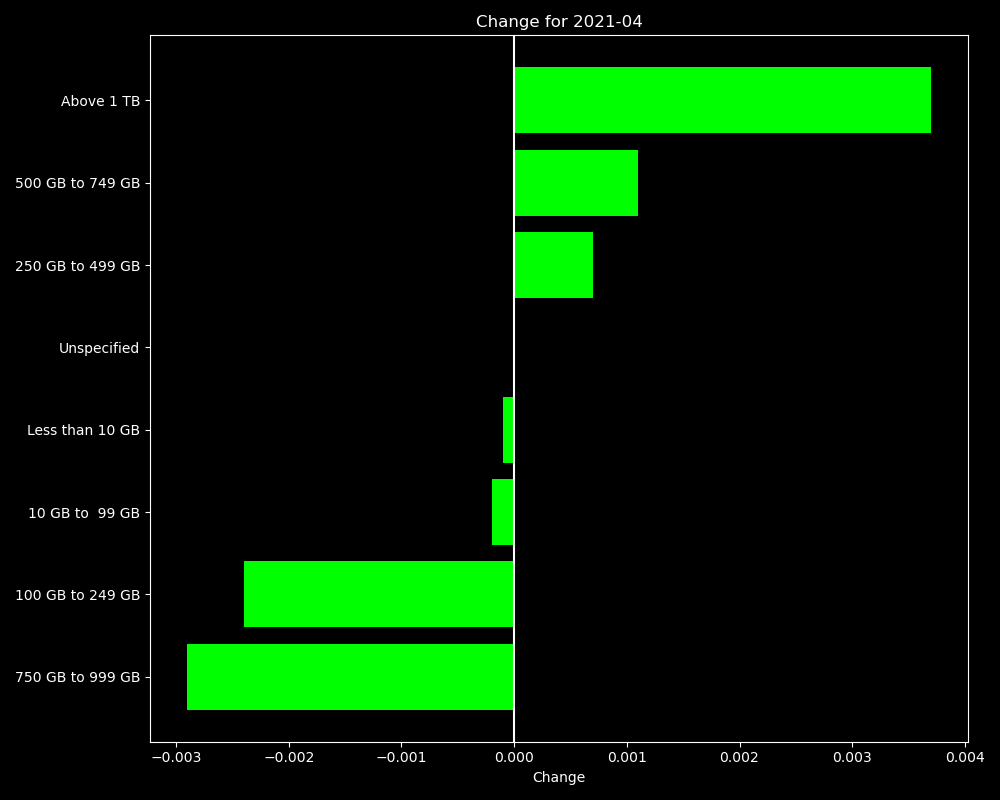 Change for 2021-04
Above 1 TB
500 GB to 749 GB
250 GB to 499 GB
Unspecified
Less than 10 GB
10 GB to  99 GB
100 GB to 249 GB
750 GB to 999 GB
−0.003 −0.002 −0.001 0.000 0.001 0.002 0.003 0.004
Change